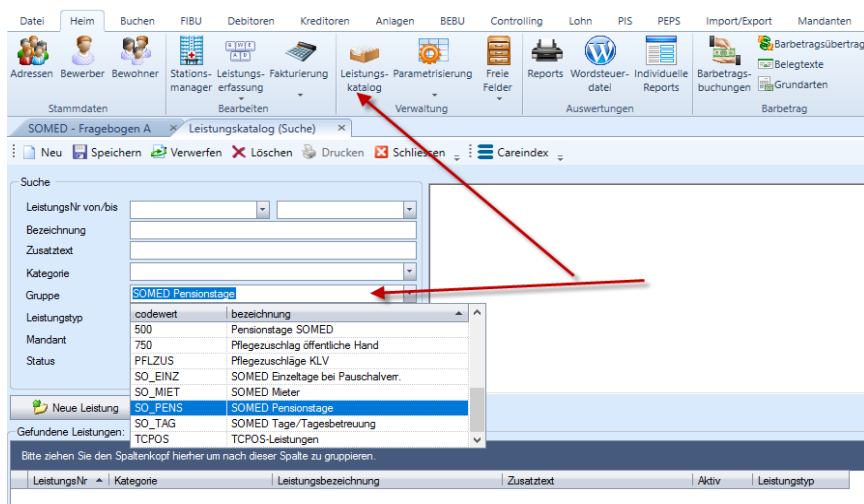 Datei Heim Buchen FIBU Debitoren Kreditoren Anlagen BEBU Controlling Lohn PIS PEPS Import/Export Mandanten
Adressen Bewerber Bewohner Stations- Leistungs- Fakturierung Leistungs- Parametrisierung Freie Reports Wordsteuer- Individuelle Barbetrags- Barbetragsübertrag
manager erfassung katalog Felder datei Reports buchungen Belegtexte
Grundarten
Stammdaten Bearbeiten Verwaltung Auswertungen Barbetrag
SOMED - Fragebogen A Leistungskatalog (Suche)
Neu Speichern Verwerfen Löschen Drucken Schliessen Careindex
Suche
LeistungsNr von/bis
Bezeichnung
Zusatztext
Kategorie
Gruppe SOMED Pensionstage
Leistungstyp
Mandant
Status
codewert bezeichnung
500 Pensionstage SOMED
750 Pflegezuschlag öffentliche Hand
PFLZUS Pflegezuschläge KLV
SO_EINZ SOMED Einzeltage bei Pauschalverr.
SO_MIET SOMED Mieter
SO_PENS SOMED Pensionstage
SO_TAG SOMED Tage/Tagesbetreuung
TCPOS TCPOS-Leistungen
Neue Leistung
Gefundene Leistungen:
Bitte ziehen Sie den Spaltenkopf hierher um nach dieser Spalte zu gruppieren.
LeistungsNr Kategorie Leistungsbezeichnung Zusatztext Aktiv Leistungstyp